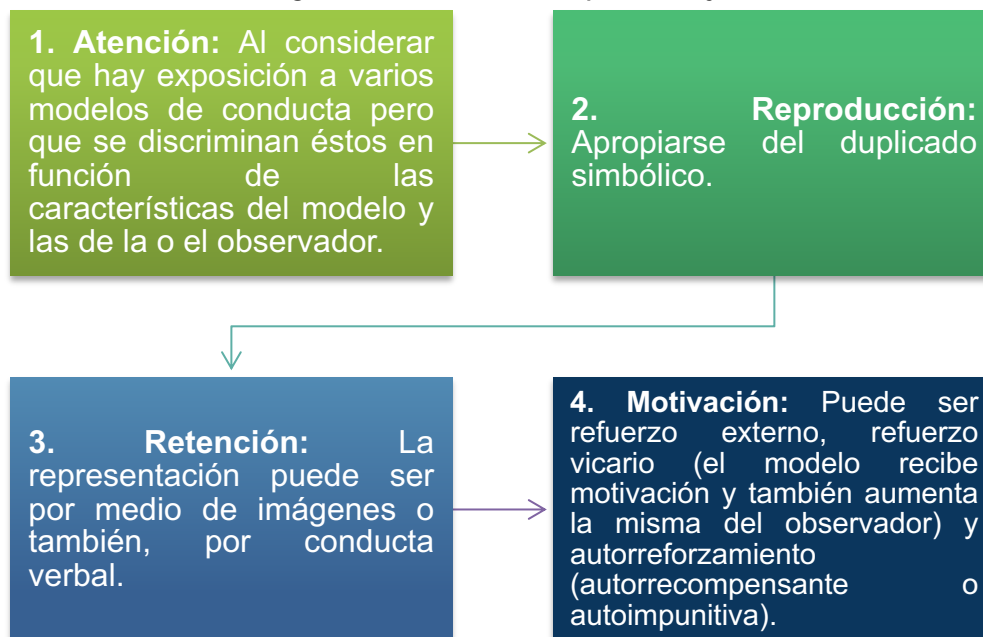 1. Atención: Al considerar
que hay exposición a varios
modelos de conducta pero
que se discriminan éstos en
función de las
características del modelo y
las de la o el observador.
2. Reproducción:
Apropiarse del duplicado
simbólico.
3. Retención: La
representación puede ser
por medio de imágenes o
también, por conducta
verbal.
4. Motivación: Puede ser
refuerzo externo, refuerzo
vicario (el modelo recibe
motivación y también aumenta
la misma del observador) y
autorreforzamiento
(autorrecompensante o
autoimpunitiva).